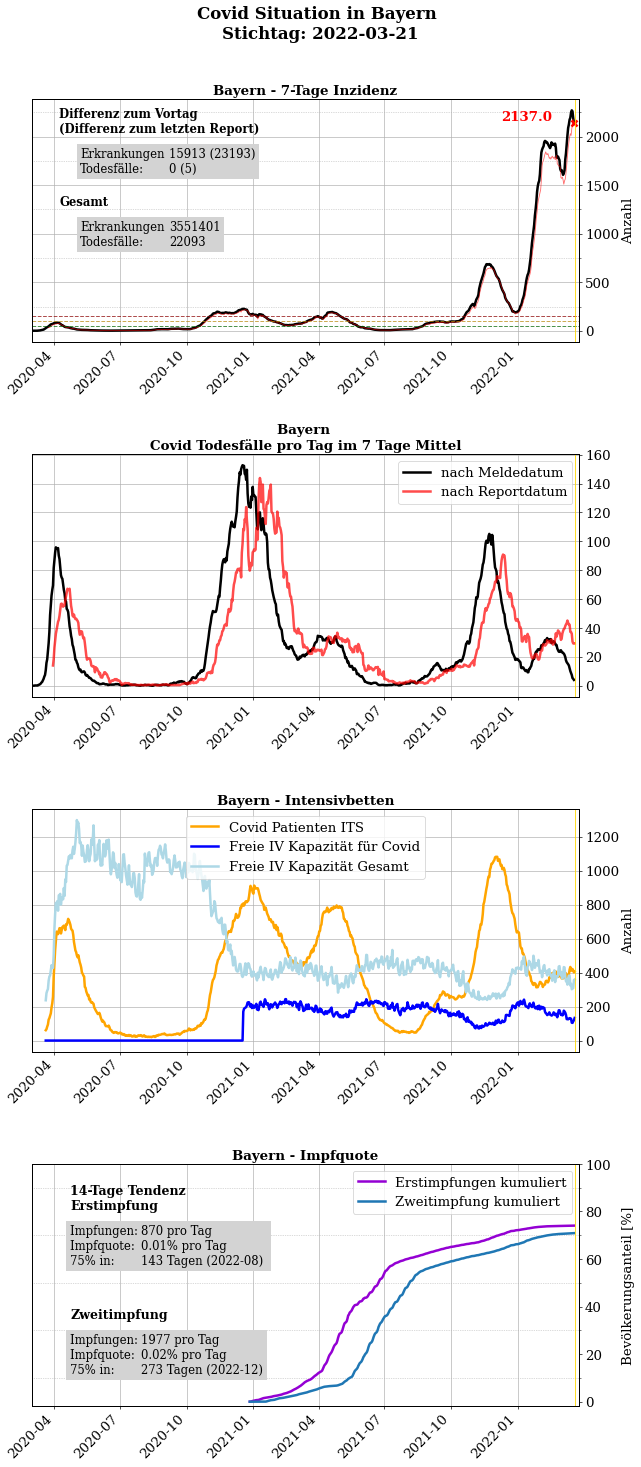 Covid Situation in Bayern
Stichtag: 2022-03-21
Bayern - 7-Tage Inzidenz
Differenz zum Vortag
(Differenz zum letzten Report)
Erkrankungen 15913 (23193)
Todesfälle: 0 (5)
Gesamt
Erkrankungen 3551401
Todesfälle: 22093
2137.0
2000
1500
1000
500
0
Anzahl
2020-04 2020-07 2020-10 2021-01 2021-04 2021-07 2021-10 2022-01
Bayern
Covid Todesfälle pro Tag im 7 Tage Mittel
nach Meldedatum
nach Reportdatum
160
140
120
100
80
60
40
20
0
2020-04 2020-07 2020-10 2021-01 2021-04 2021-07 2021-10 2022-01
Bayern - Intensivbetten
Covid Patienten ITS
Freie IV Kapazität für Covid
Freie IV Kapazität Gesamt
1200
1000
800
600
400
200
0
Anzahl
2020-04 2020-07 2020-10 2021-01 2021-04 2021-07 2021-10 2022-01
Bayern - Impfquote
14-Tage Tendenz
Erstimpfung
Impfungen: 870 pro Tag
Impfquote: 0.01% pro Tag
75% in: 143 Tagen (2022-08)
Zweitimpfung
Impfungen: 1977 pro Tag
Impfquote: 0.02% pro Tag
75% in: 273 Tagen (2022-12)
Erstimpfungen kumuliert
Zweitimpfung kumuliert
100
80
60
40
20
0
Bevölkerungsanteil [%]
2020-04 2020-07 2020-10 2021-01 2021-04 2021-07 2021-10 2022-01